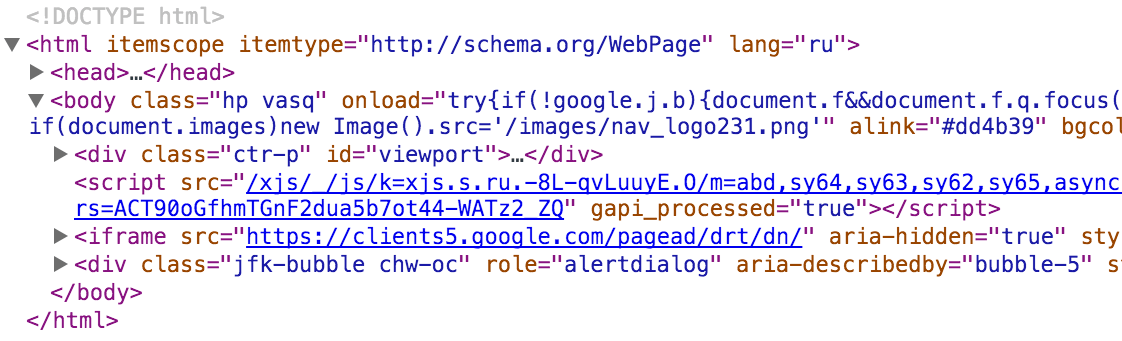 <!DOCTYPE html>
<html itemscope itemtype="http://schema.org/WebPage" lang="ru">
<head>…</head>
<body class="hp vasq" onload="try{if(!google.j.b){document.f&&document.f.q.focus(
if(document.images)new Image().src='/images/nav_logo231.png'" alink="#dd4b39" bgcol
<div class="ctr-p" id="viewport">…</div>
<script src="/xjs/_/js/k=xjs.s.ru.-8L-qvLuuyE.O/m=abd,sy64,sy63,sy62,sy65,async
rs=ACT90oGfhmTGnF2dua5b7ot44-WATz2_ZQ" gapi_processed="true"></script>
<iframe src="https://clients5.google.com/pagead/drt/dn/" aria-hidden="true" sty
<div class="jfk-bubble chw-oc" role="alertdialog" aria-describedby="bubble-5" st
</body>
</html>